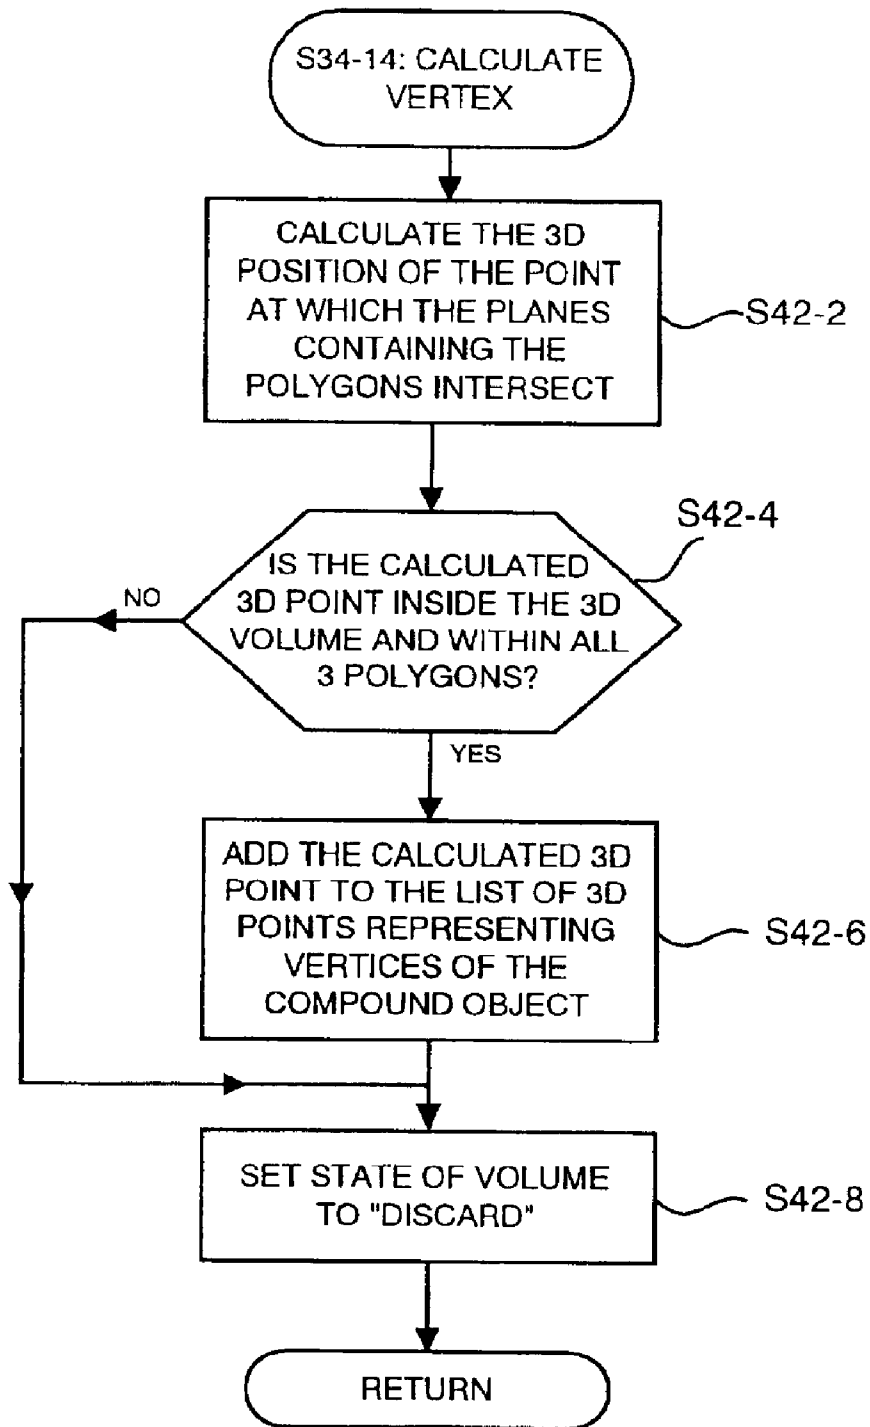 S34-14: CALCULATE
VERTEX
CALCULATE THE 3D
POSITION OF THE POINT
AT WHICH THE PLANES
CONTAINING THE
POLYGONS INTERSECT
S42-2
S42-4
IS THE CALCULATED
3D POINT INSIDE THE 3D
VOLUME AND WITHIN ALL
3 POLYGONS?
NO
YES
ADD THE CALCULATED 3D
POINT TO THE LIST OF 3D
POINTS REPRESENTING
VERTICES OF THE
COMPOUND OBJECT
S42-6
SET STATE OF VOLUME
TO "DISCARD"
S42-8
RETURN